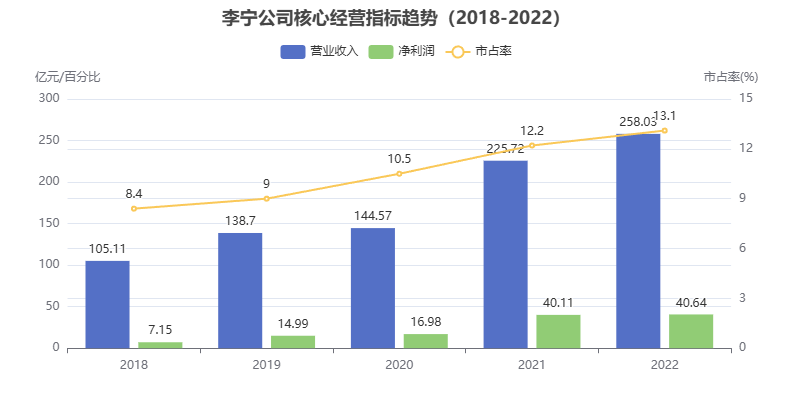 李宁公司核心经营指标趋势（2018-2022）
营业收入 净利润 市占率
亿元/百分比 市占率(%)
300 15
258.03 13.1
250 12.2 12
225.72
200 10.5
8.4 9 9
150 138.7 144.57
105.11 6
100
50 40.11 40.64 3
7.15 14.99 16.98
0 0
2018 2019 2020 2021 2022